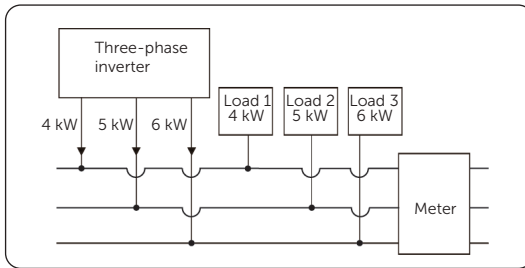 Three-phase
inverter
4 kW
5 kW
6 kW
Load 1
4 kW
Load 2
5 kW
Load 3
6 kW
Meter